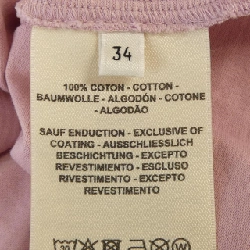 34
100% COTON - COTTON -
BAUMWOLLE - ALGODÓN - COTONE
- ALGODÃO
SAUF ENDUCTION - EXCLUSIVE OF
COATING - AUSSCHLIESSLICH
BESCHICHTUNG - EXCEPTO
REVESTIMIENTO - ESCLUSO
RIVESTIMENTO - EXCEPTO
REVESTIMENTO